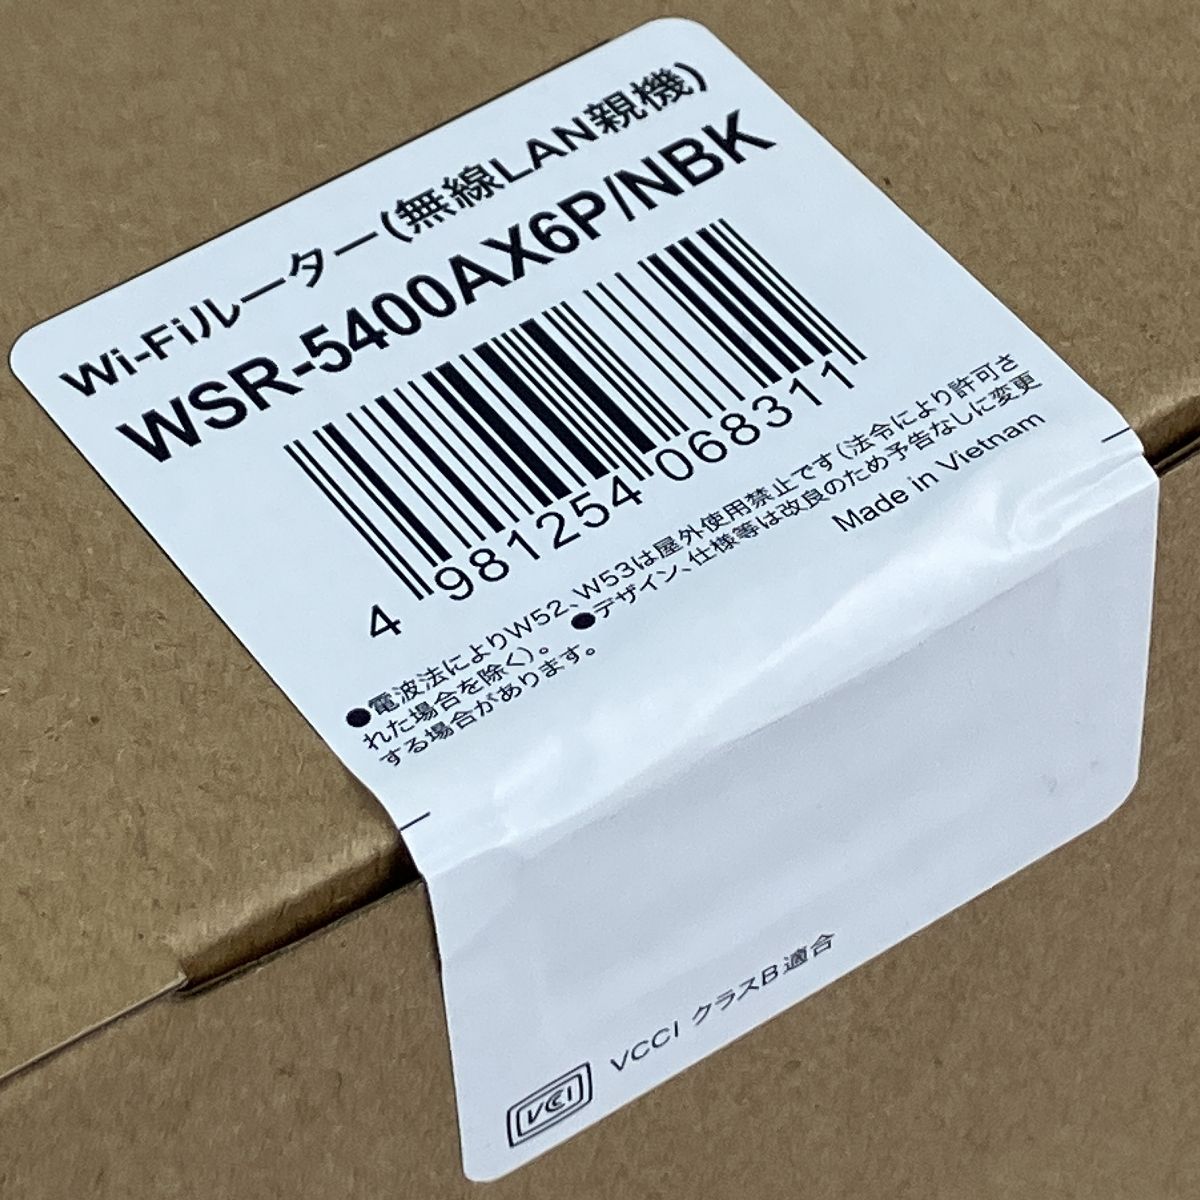 Wi-Fiルーター(無線LAN親機)
WSR-5400AX6P/NBK
4 981254 068311
●電波法によりW52、W53は屋外使用禁止です(法令により許可さ
れた場合を除く)。 ●デザイン、仕様等は改良のため予告なしに変更
する場合があります。
Made in Vietnam
VCCI クラスB適合
VCCI